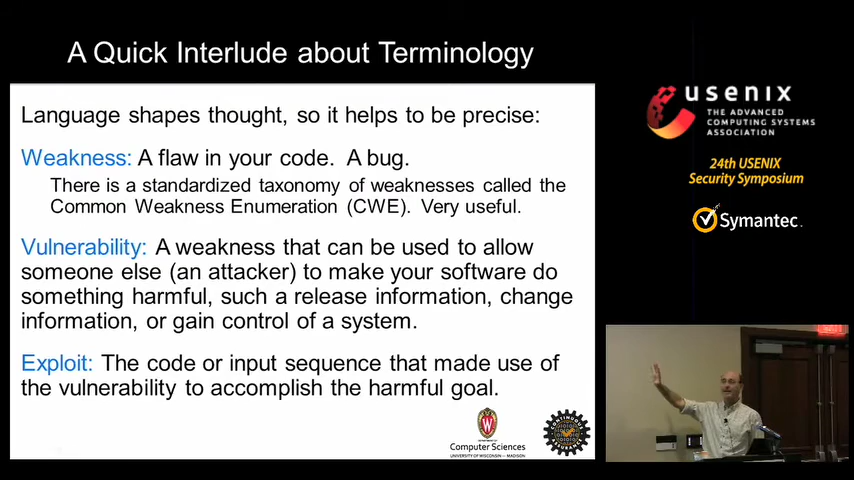 A Quick Interlude about Terminology
Language shapes thought, so it helps to be precise:
Weakness: A flaw in your code. A bug.
There is a standardized taxonomy of weaknesses called the
Common Weakness Enumeration (CWE). Very useful.
Vulnerability: A weakness that can be used to allow
someone else (an attacker) to make your software do
something harmful, such a release information, change
information, or gain control of a system.
Exploit: The code or input sequence that made use of
the vulnerability to accomplish the harmful goal.
W
Computer Sciences
UNIVERSITY OF WISCONSIN – MADISON
CONTINUOUS
usenix
THE ADVANCED
COMPUTING SYSTEMS
ASSOCIATION
24th USENIX
Security Symposium
Symantec.